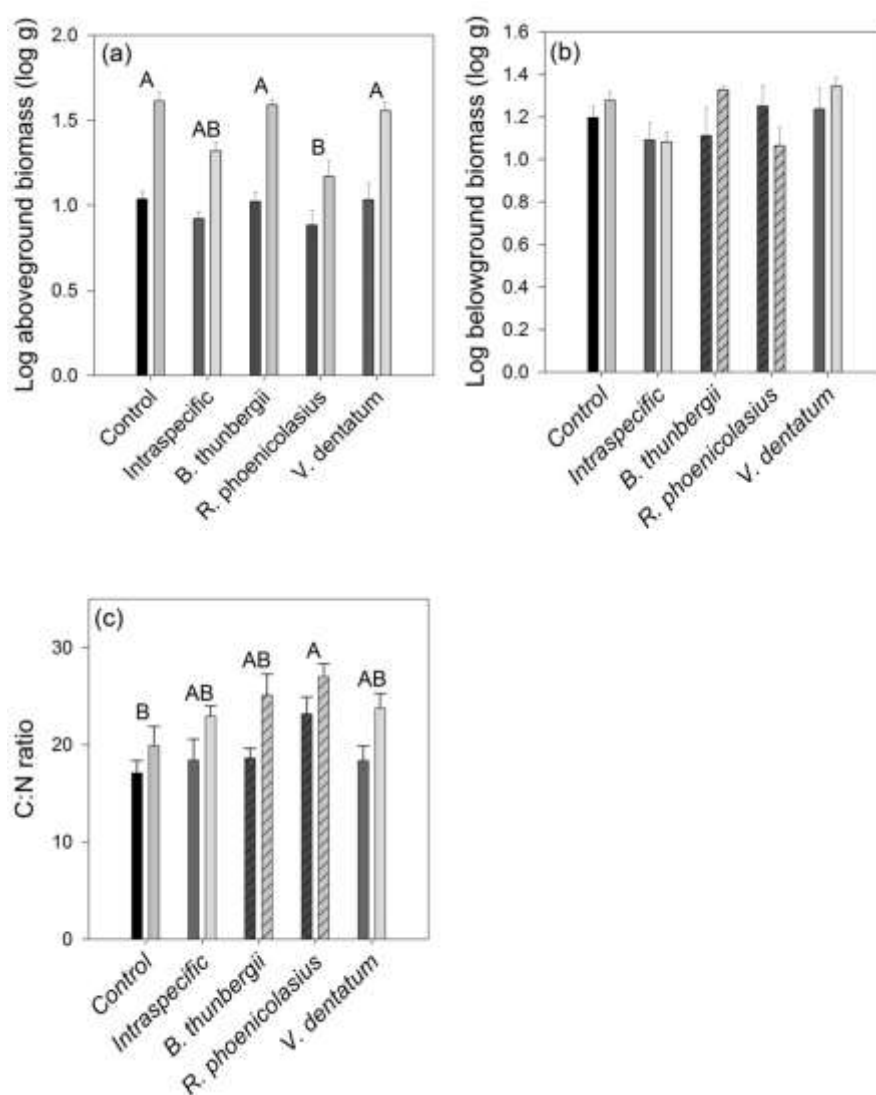 (a)
Log aboveground biomass (log g)
2.0
1.5
1.0
0.5
0.0
A
AB
A
B
A
Control
Intraspecific
B. thunbergii
R. phoenicolasius
V. dentatum
(b)
Log belowground biomass (log g)
1.6
1.4
1.2
1.0
0.8
0.6
0.4
0.2
0.0
Control
Intraspecific
B. thunbergii
R. phoenicolasius
V. dentatum
(c)
C:N ratio
30
20
10
0
B
AB
AB
A
AB
Control
Intraspecific
B. thunbergii
R. phoenicolasius
V. dentatum